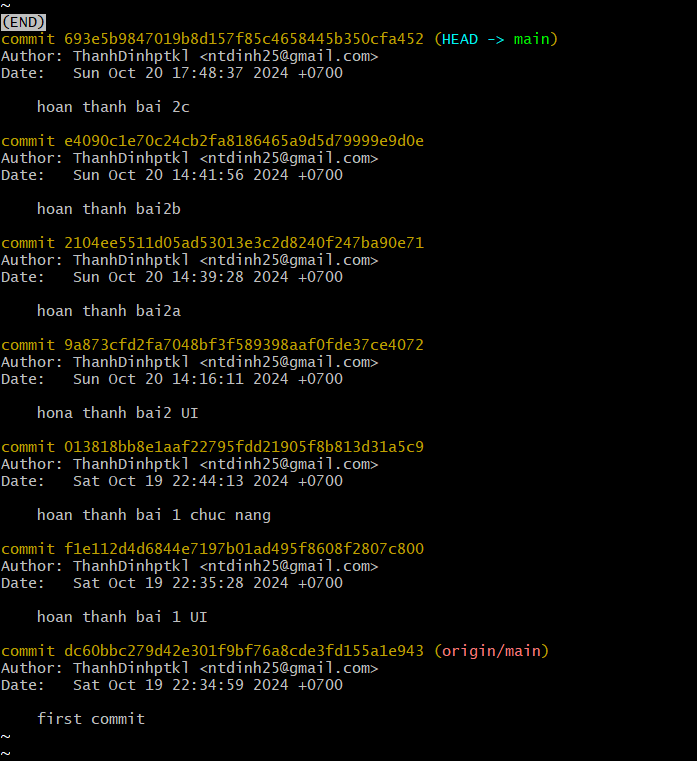 ~
(END)
commit 693e5b9847019b8d157f85c4658445b350cfa452 (HEAD -> main)
Author: ThanhDinhptkl <ntdinh25@gmail.com>
Date:   Sun Oct 20 17:48:37 2024 +0700
    hoan thanh bai 2c
commit e4090c1e70c24cb2fa8186465a9d5d79999e9d0e
Author: ThanhDinhptkl <ntdinh25@gmail.com>
Date:   Sun Oct 20 14:41:56 2024 +0700
    hoan thanh bai2b
commit 2104ee5511d05ad53013e3c2d8240f247ba90e71
Author: ThanhDinhptkl <ntdinh25@gmail.com>
Date:   Sun Oct 20 14:39:28 2024 +0700
    hoan thanh bai2a
commit 9a873cfd2fa7048bf3f589398aaf0fde37ce4072
Author: ThanhDinhptkl <ntdinh25@gmail.com>
Date:   Sun Oct 20 14:16:11 2024 +0700
    hona thanh bai2 UI
commit 013818bb8e1aaf22795fdd21905f8b813d31a5c9
Author: ThanhDinhptkl <ntdinh25@gmail.com>
Date:   Sat Oct 19 22:44:13 2024 +0700
    hoan thanh bai 1 chuc nang
commit f1e112d4d6844e7197b01ad495f8608f2807c800
Author: ThanhDinhptkl <ntdinh25@gmail.com>
Date:   Sat Oct 19 22:35:28 2024 +0700
    hoan thanh bai 1 UI
commit dc60bbc279d42e301f9bf76a8cde3fd155a1e943 (origin/main)
Author: ThanhDinhptkl <ntdinh25@gmail.com>
Date:   Sat Oct 19 22:34:59 2024 +0700
    first commit
~
~